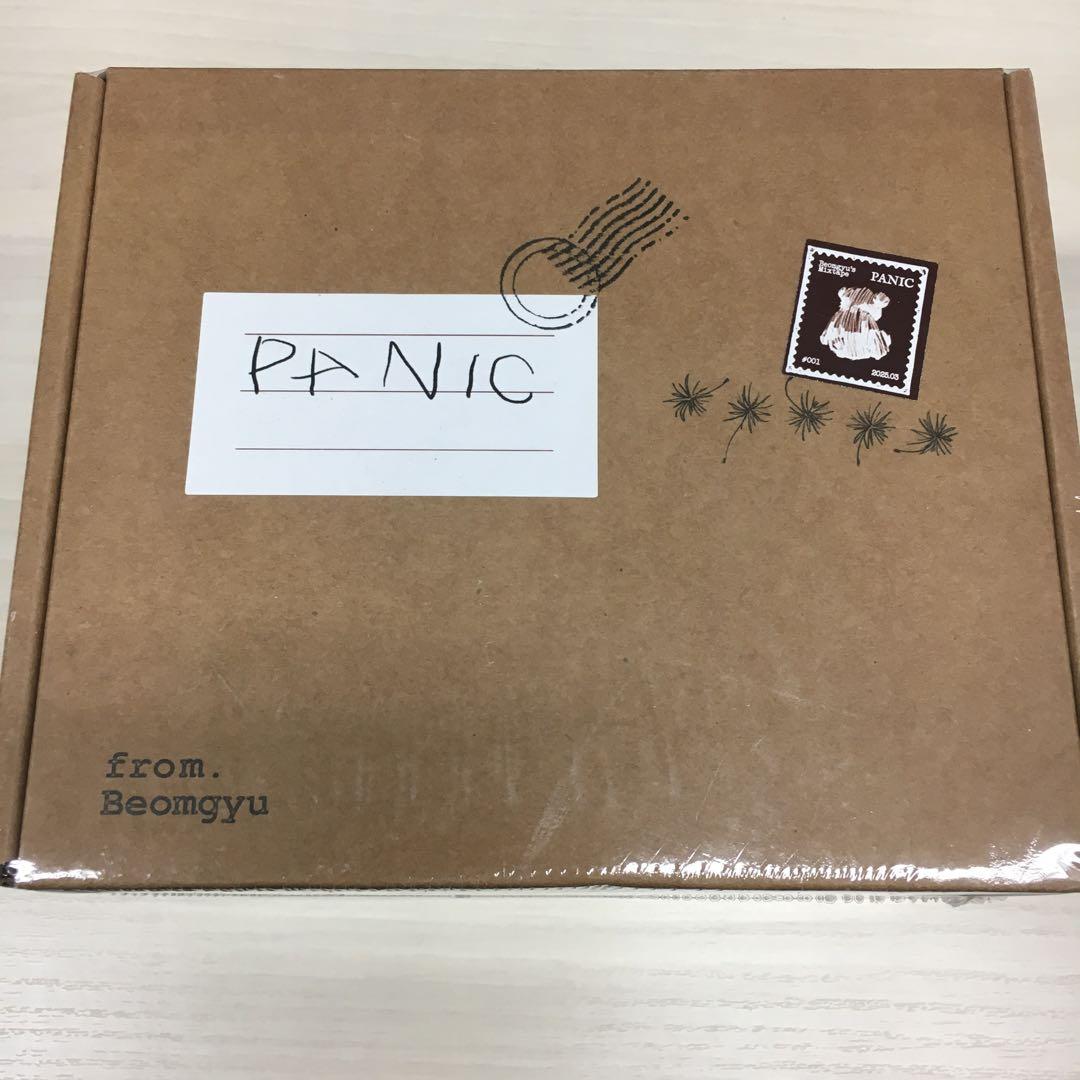 Beomgyu's
Mixtape
PANIC
#001
2025.03
PANIC
from.
Beomgyu